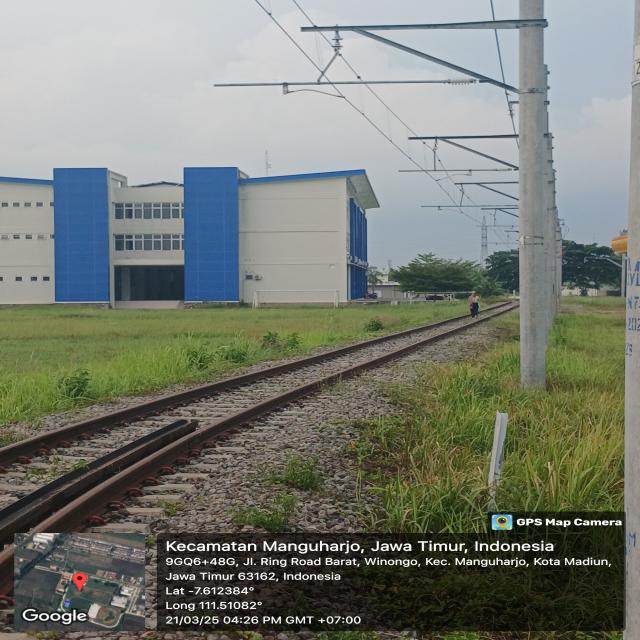 GPS Map Camera
Kecamatan Manguharjo, Jawa Timur, Indonesia
9GQ6+48G, Jl. Ring Road Barat, Winongo, Kec. Manguharjo, Kota Madiun,
Jawa Timur 63162, Indonesia
Lat -7.612384°
Long 111.51082°
21/03/25 04:26 PM GMT +07:00
Google